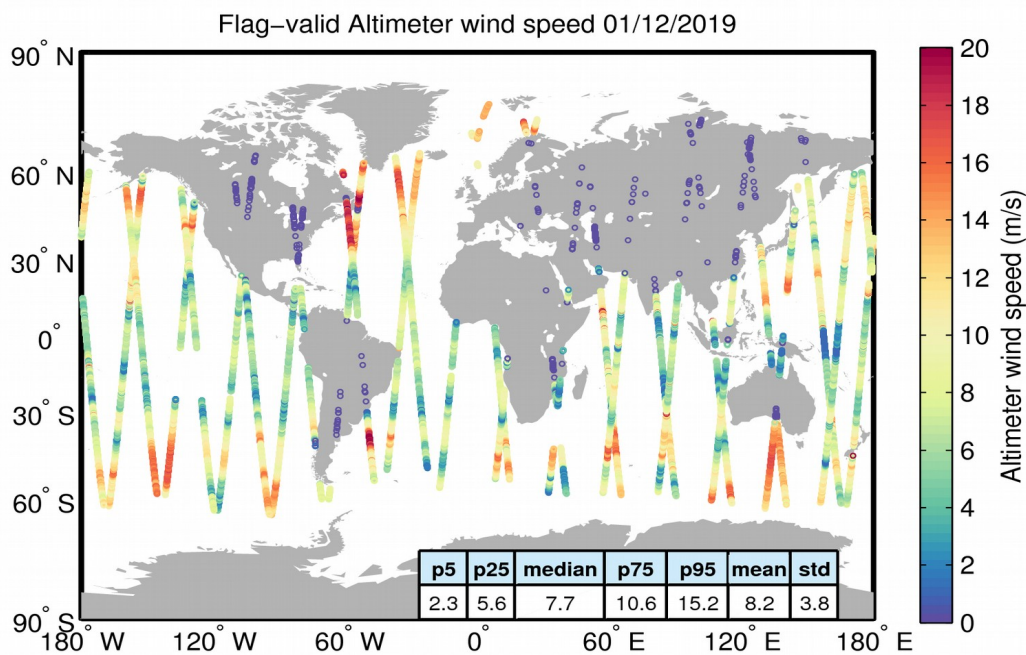 Flag−valid Altimeter wind speed 01/12/2019
90° N
60° N
30° N
0°
30° S
60° S
90° S
180° W
120° W
60° W
0°
60° E
120° E
180° E
p5 p25 median p75 p95 mean std
2.3 5.6 7.7 10.6 15.2 8.2 3.8
20
18
16
14
12
10
8
6
4
2
0
Altimeter wind speed (m/s)